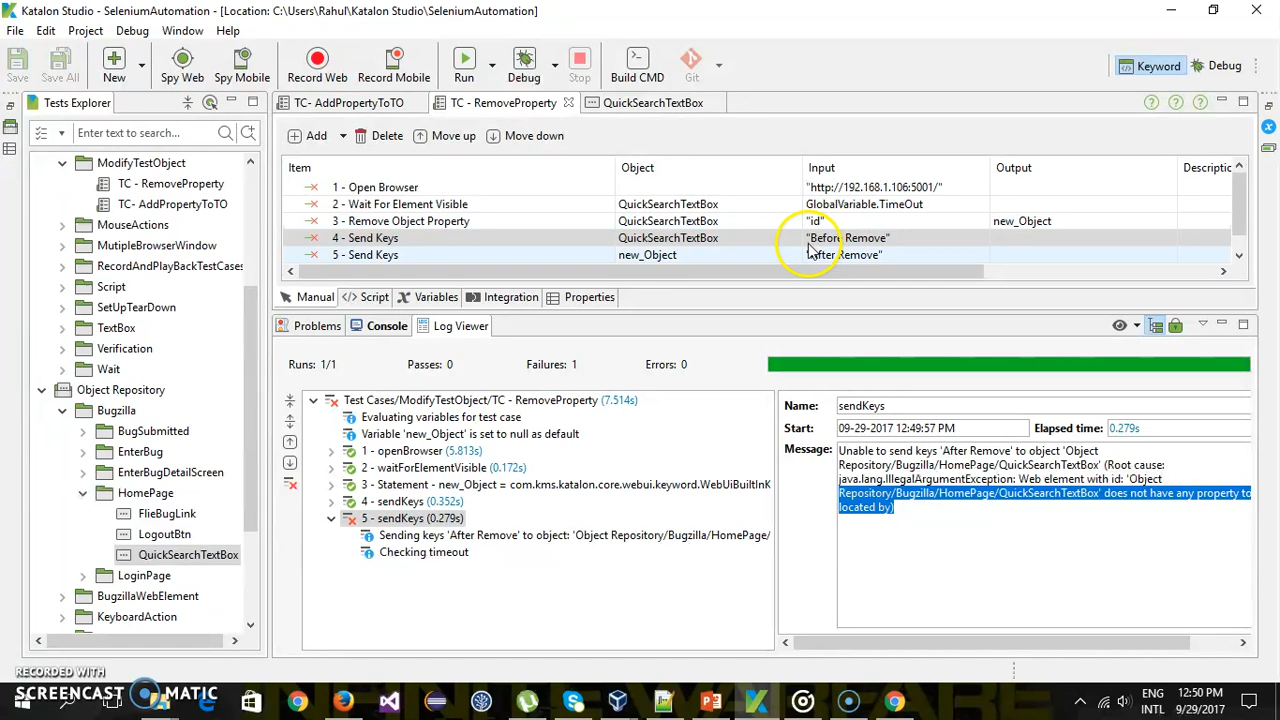 Katalon Studio - SeleniumAutomation - [Location: C:\Users\Rahul\Katalon Studio\SeleniumAutomation]
File Edit Project Debug Window Help
Save Save All New Spy Web Spy Mobile Record Web Record Mobile Run Debug Stop Build CMD Git Keyword Debug
Tests Explorer
Enter text to search...
ModifyTestObject
TC - RemoveProperty
TC - AddPropertyToTO
MouseActions
MutipleBrowserWindow
RecordAndPlayBackTestCases
Script
SetUpTearDown
TextBox
Verification
Wait
Object Repository
Bugzilla
BugSubmitted
EnterBug
EnterBugDetailScreen
HomePage
FlieBugLink
LogoutBtn
QuickSearchTextBox
LoginPage
BugzillaWebElement
KeyboardAction
TC- AddPropertyToTO TC - RemoveProperty QuickSearchTextBox
Add Delete Move up Move down
Item Object Input Output Descriptic
1 - Open Browser "http://192.168.1.106:5001/"
2 - Wait For Element Visible QuickSearchTextBox GlobalVariable.TimeOut
3 - Remove Object Property QuickSearchTextBox "id" new_Object
4 - Send Keys QuickSearchTextBox "Before Remove"
5 - Send Keys new_Object "After Remove"
Manual Script Variables Integration Properties
Problems Console Log Viewer
Runs: 1/1 Passes: 0 Failures: 1 Errors: 0
Test Cases/ModifyTestObject/TC - RemoveProperty (7.514s)
Evaluating variables for test case
Variable 'new_Object' is set to null as default
1 - openBrowser (5.813s)
2 - waitForElementVisible (0.172s)
3 - Statement - new_Object = com.kms.katalon.core.webui.keyword.WebUiBuiltInK
4 - sendKeys (0.352s)
5 - sendKeys (0.279s)
Sending keys 'After Remove' to object: 'Object Repository/Bugzilla/HomePage/
Checking timeout
Name: sendKeys
Start: 09-29-2017 12:49:57 PM Elapsed time: 0.279s
Message: Unable to send keys 'After Remove' to object 'Object
Repository/Bugzilla/HomePage/QuickSearchTextBox' (Root cause:
java.lang.IllegalArgumentException: Web element with id: 'Object
Repository/Bugzilla/HomePage/QuickSearchTextBox' does not have any property to
located by)
RECORDED WITH
SCREENCAST MATIC
ENG
INTL
12:50 PM
9/29/2017